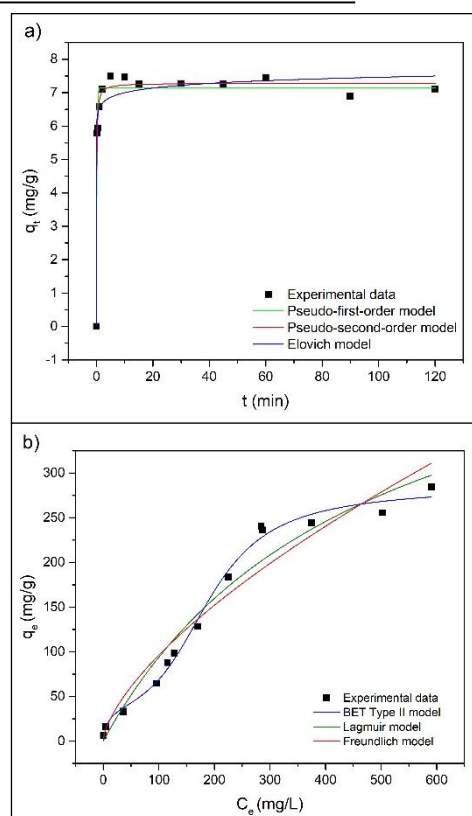 a)
8
7
6
5
4
3
2
1
0
-1
qt (mg/g)
Experimental data
Pseudo-first-order model
Pseudo-second-order model
Elovich model
0 20 40 60 80 100 120
t (min)
b)
300
250
200
150
100
50
0
qe (mg/g)
Experimental data
BET Type II model
Lagmuir model
Freundlich model
0 100 200 300 400 500 600
Ce (mg/L)